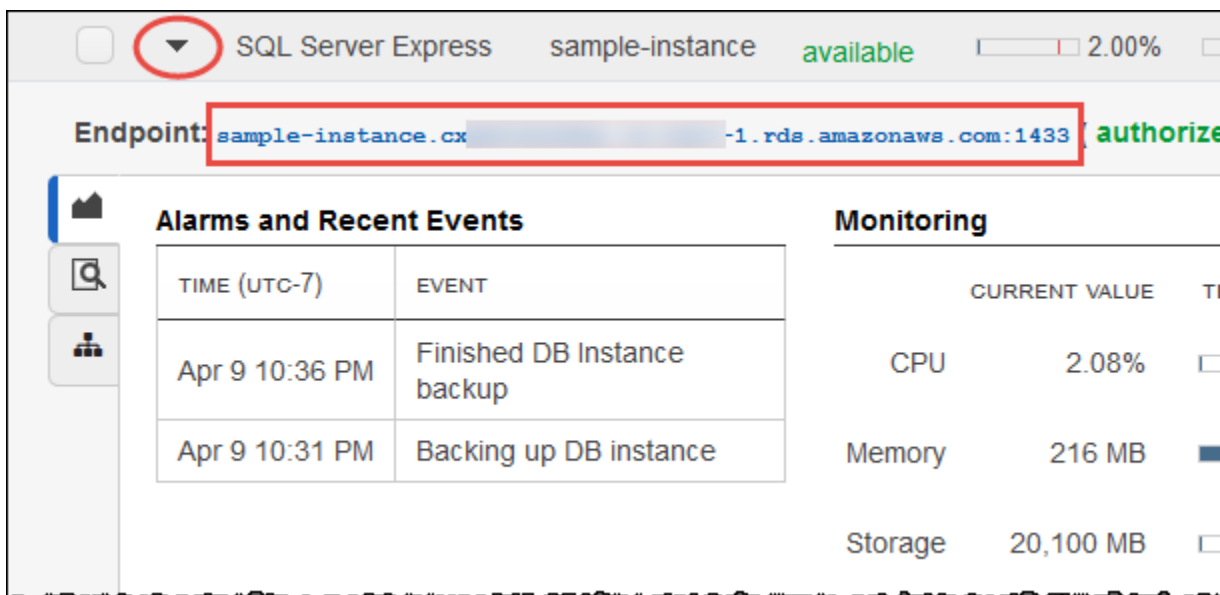 SQL Server Express sample-instance available 2.00%
Endpoint: sample-instance.cx -1.rds.amazonaws.com:1433 ( authorize
Alarms and Recent Events Monitoring
TIME (UTC-7) EVENT CURRENT VALUE
Apr 9 10:36 PM Finished DB Instance backup CPU 2.08%
Apr 9 10:31 PM Backing up DB instance Memory 216 MB
Storage 20,100 MB